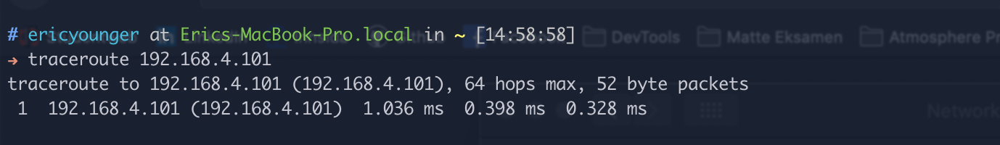 # ericyounger at Erics-MacBook-Pro.local in ~ [14:58:58]
DevTools Matte Eksamen Atmosphere Pr
→ traceroute 192.168.4.101
traceroute to 192.168.4.101 (192.168.4.101), 64 hops max, 52 byte packets
1 192.168.4.101 (192.168.4.101) 1.036 ms 0.398 ms 0.328 ms
Network